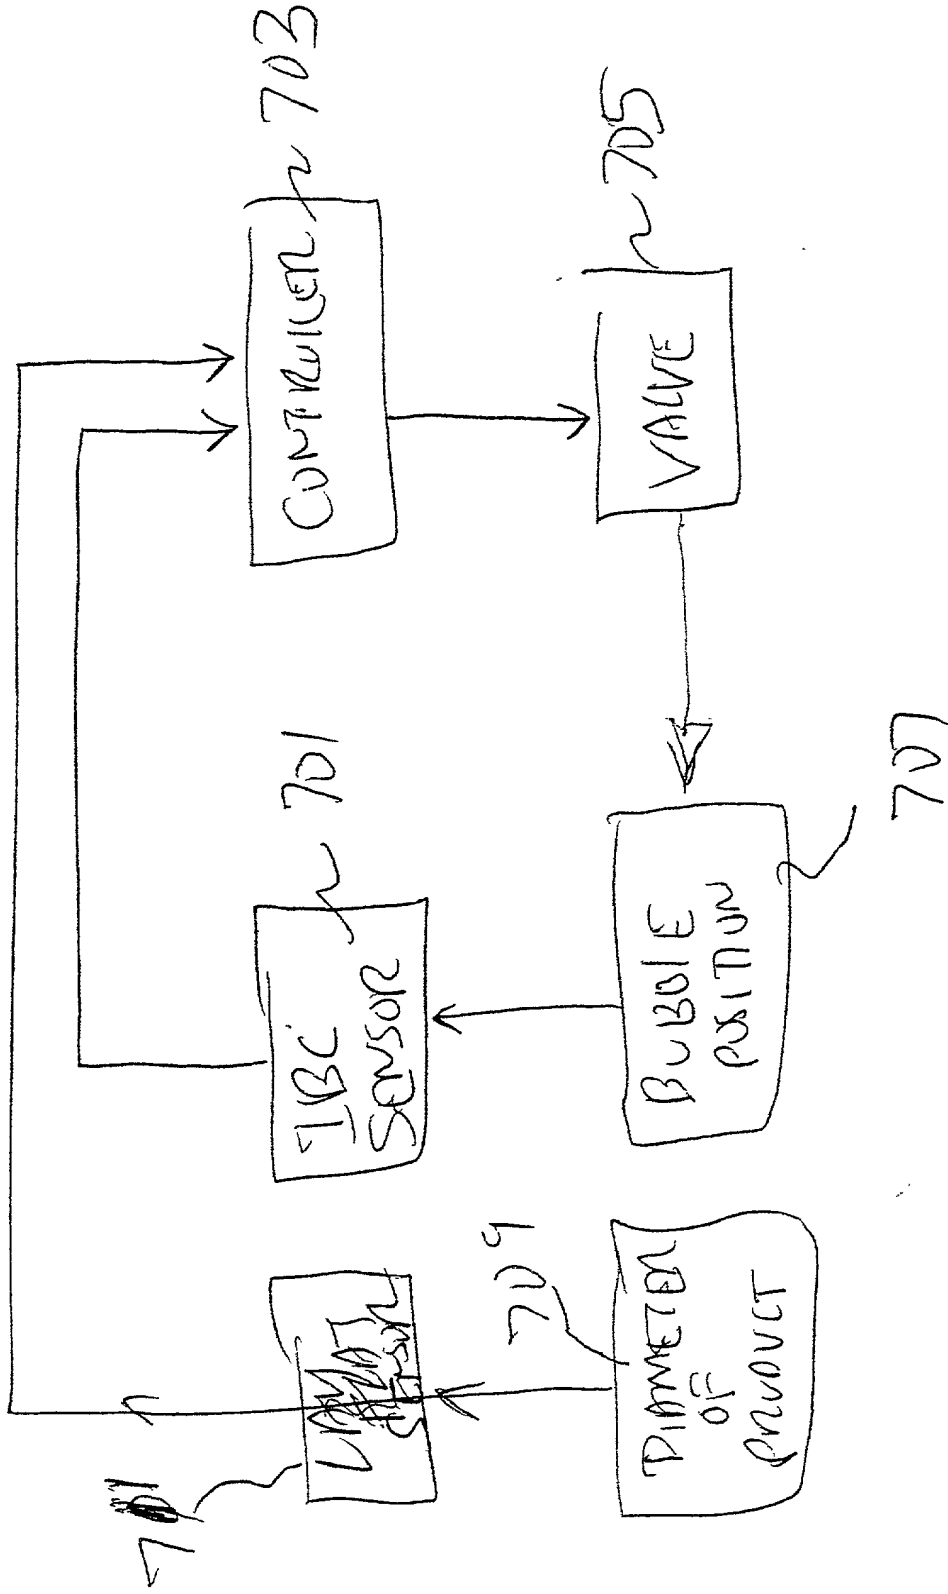 IBC
SENSOR
701
CONTROLLER
703
709
DIAMETER
OF
PRODUCT
BUBBLE
POSITION
707
VALVE
705